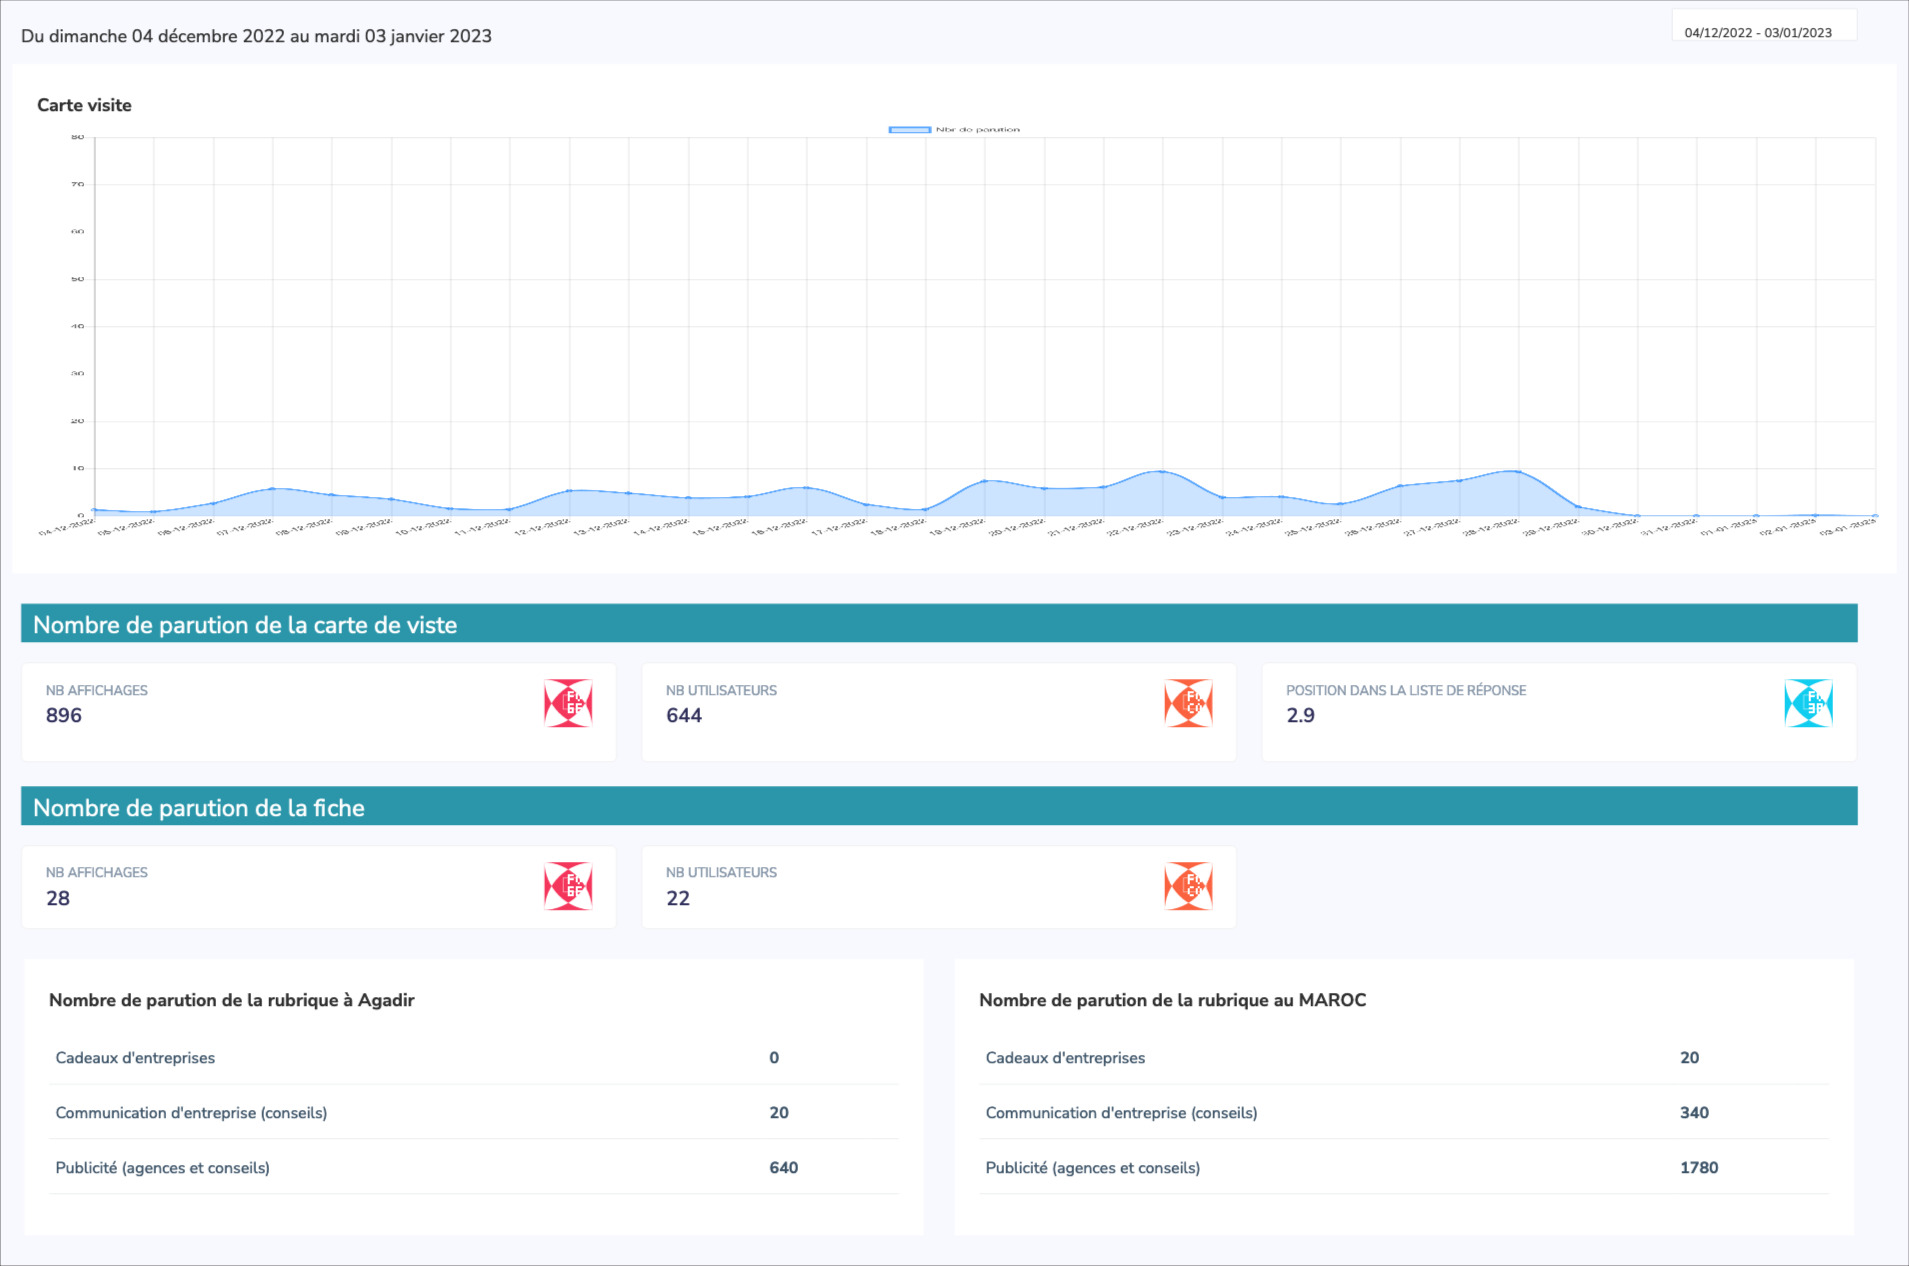 Du dimanche 04 décembre 2022 au mardi 03 janvier 2023
04/12/2022 - 03/01/2023
Carte visite
Nbr de parution
80
70
60
50
40
30
20
10
0
04-12-2022
05-12-2022
06-12-2022
07-12-2022
08-12-2022
09-12-2022
10-12-2022
11-12-2022
12-12-2022
13-12-2022
14-12-2022
15-12-2022
16-12-2022
17-12-2022
18-12-2022
19-12-2022
20-12-2022
21-12-2022
22-12-2022
23-12-2022
24-12-2022
25-12-2022
26-12-2022
27-12-2022
28-12-2022
29-12-2022
30-12-2022
31-12-2022
01-01-2023
02-01-2023
03-01-2023
Nombre de parution de la carte de viste
NB AFFICHAGES
896
NB UTILISATEURS
644
POSITION DANS LA LISTE DE RÉPONSE
2.9
Nombre de parution de la fiche
NB AFFICHAGES
28
NB UTILISATEURS
22
Nombre de parution de la rubrique à Agadir
Cadeaux d'entreprises 0
Communication d'entreprise (conseils) 20
Publicité (agences et conseils) 640
Nombre de parution de la rubrique au MAROC
Cadeaux d'entreprises 20
Communication d'entreprise (conseils) 340
Publicité (agences et conseils) 1780